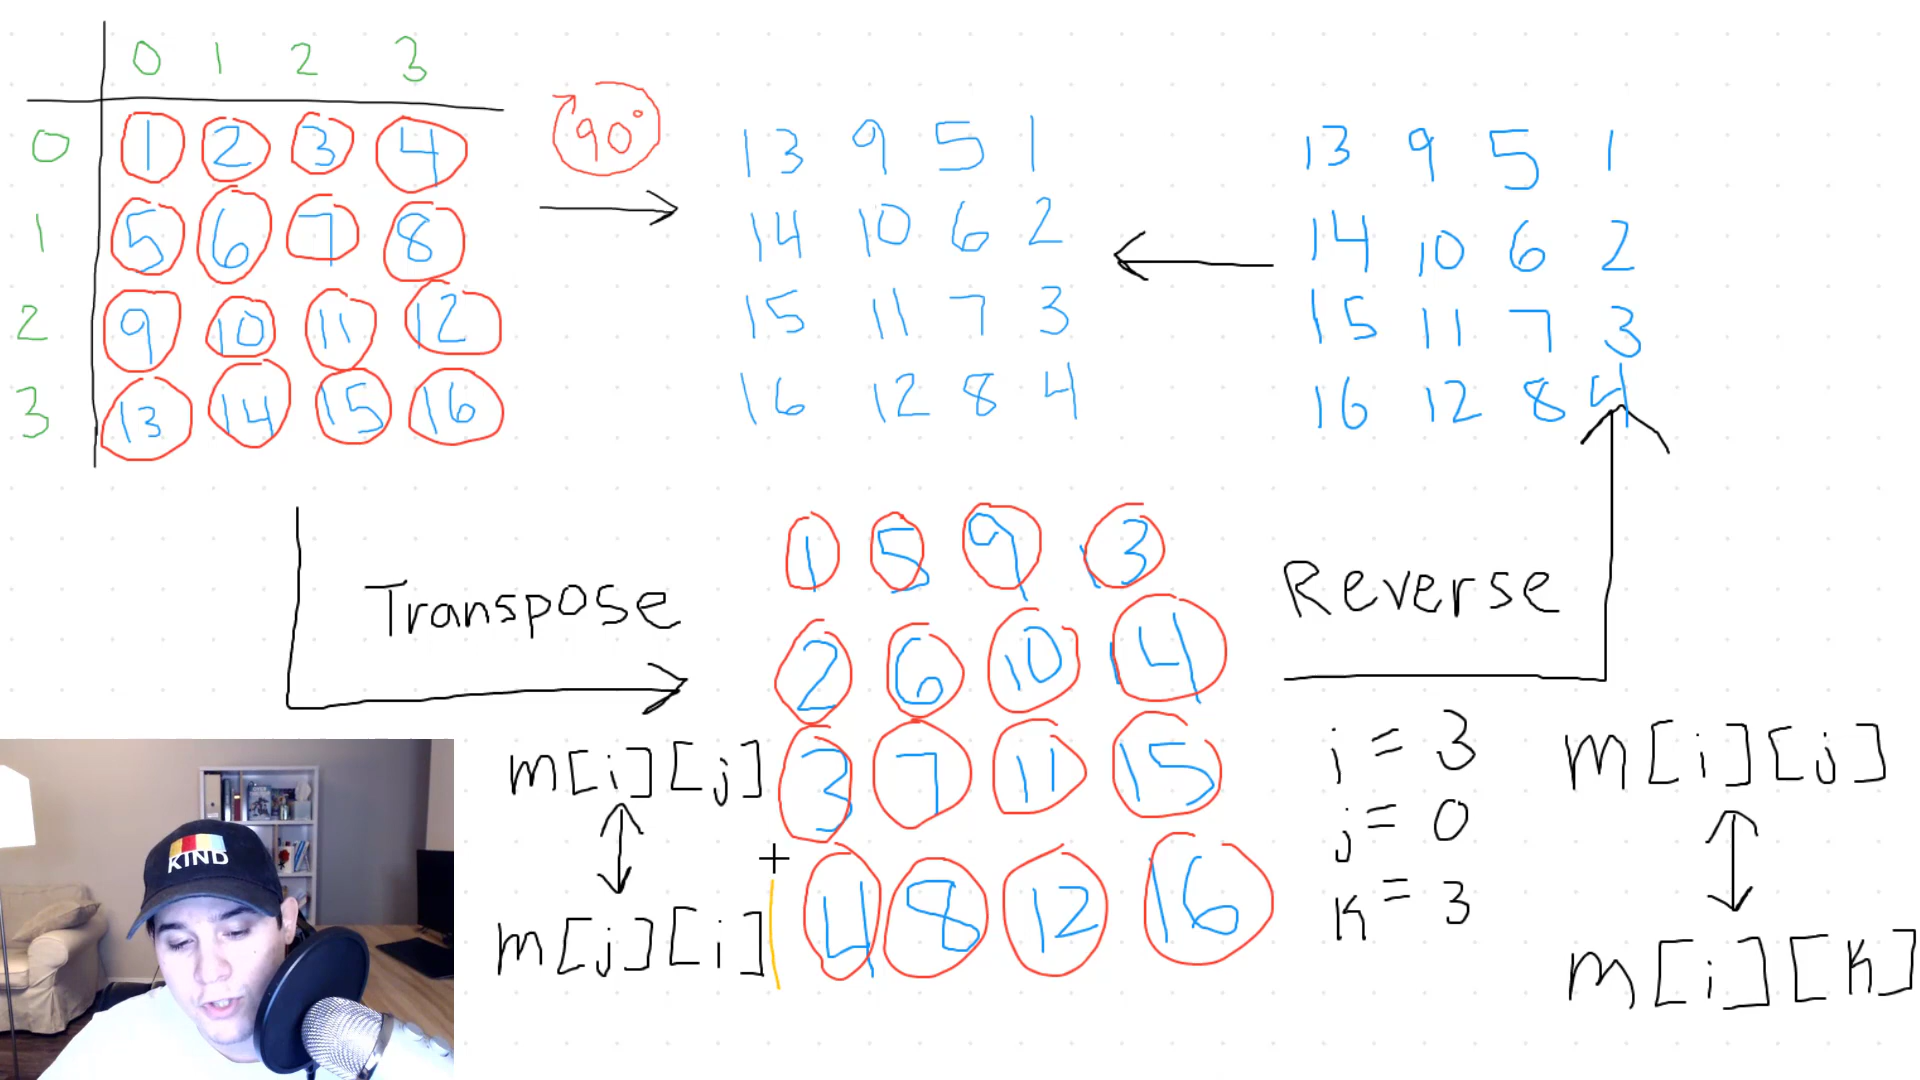 0 1 2 3
0 1 2 3 4
1 5 6 7 8
2 9 10 11 12
3 13 14 15 16
90°
13 9 5 1
14 10 6 2
15 11 7 3
16 12 8 4
13 9 5 1
14 10 6 2
15 11 7 3
16 12 8 4
Transpose
m[i][j]
m[j][i]
1 5 9 13
2 6 10 14
3 7 11 15
4 8 12 16
Reverse
i = 3
j = 0
k = 3
m[i][j]
m[i][k]
KIND